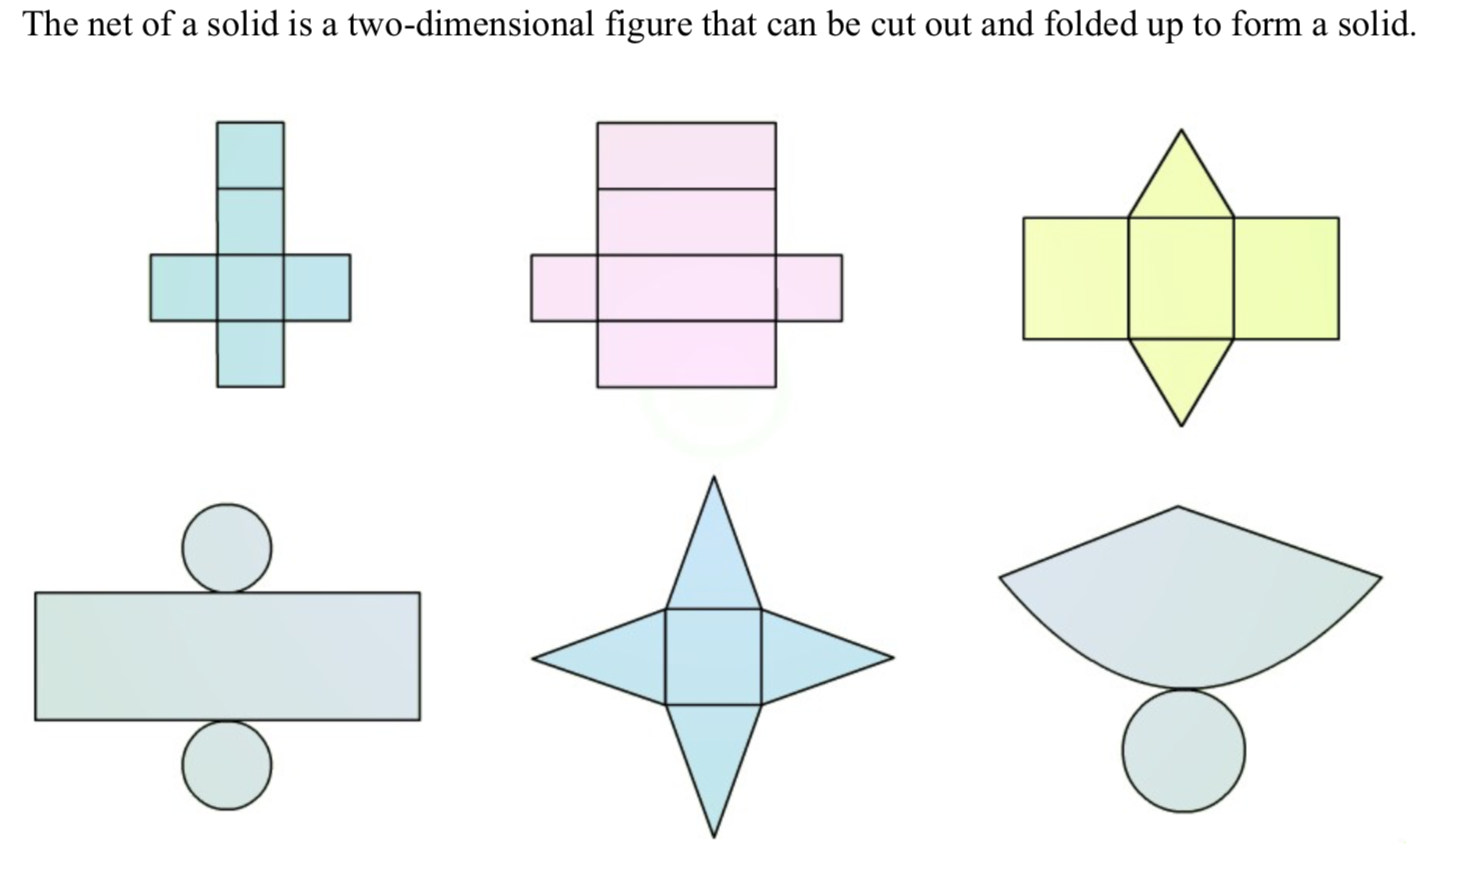 The net of a solid is a two-dimensional figure that can be cut out and folded up to form a solid.